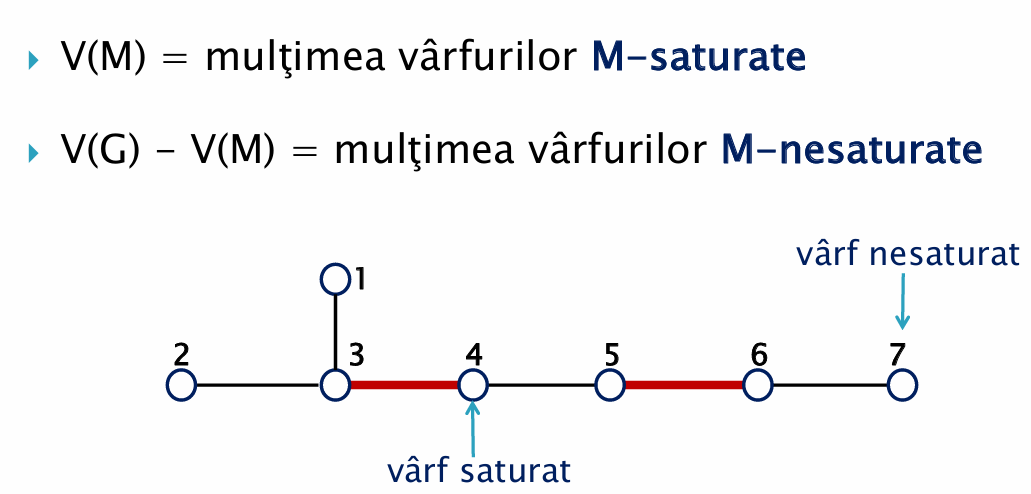 V(M) = mulţimea vârfurilor M-saturate
V(G) - V(M) = mulţimea vârfurilor M-nesaturate
vârf nesaturat
1
2 3 4 5 6 7
vârf saturat